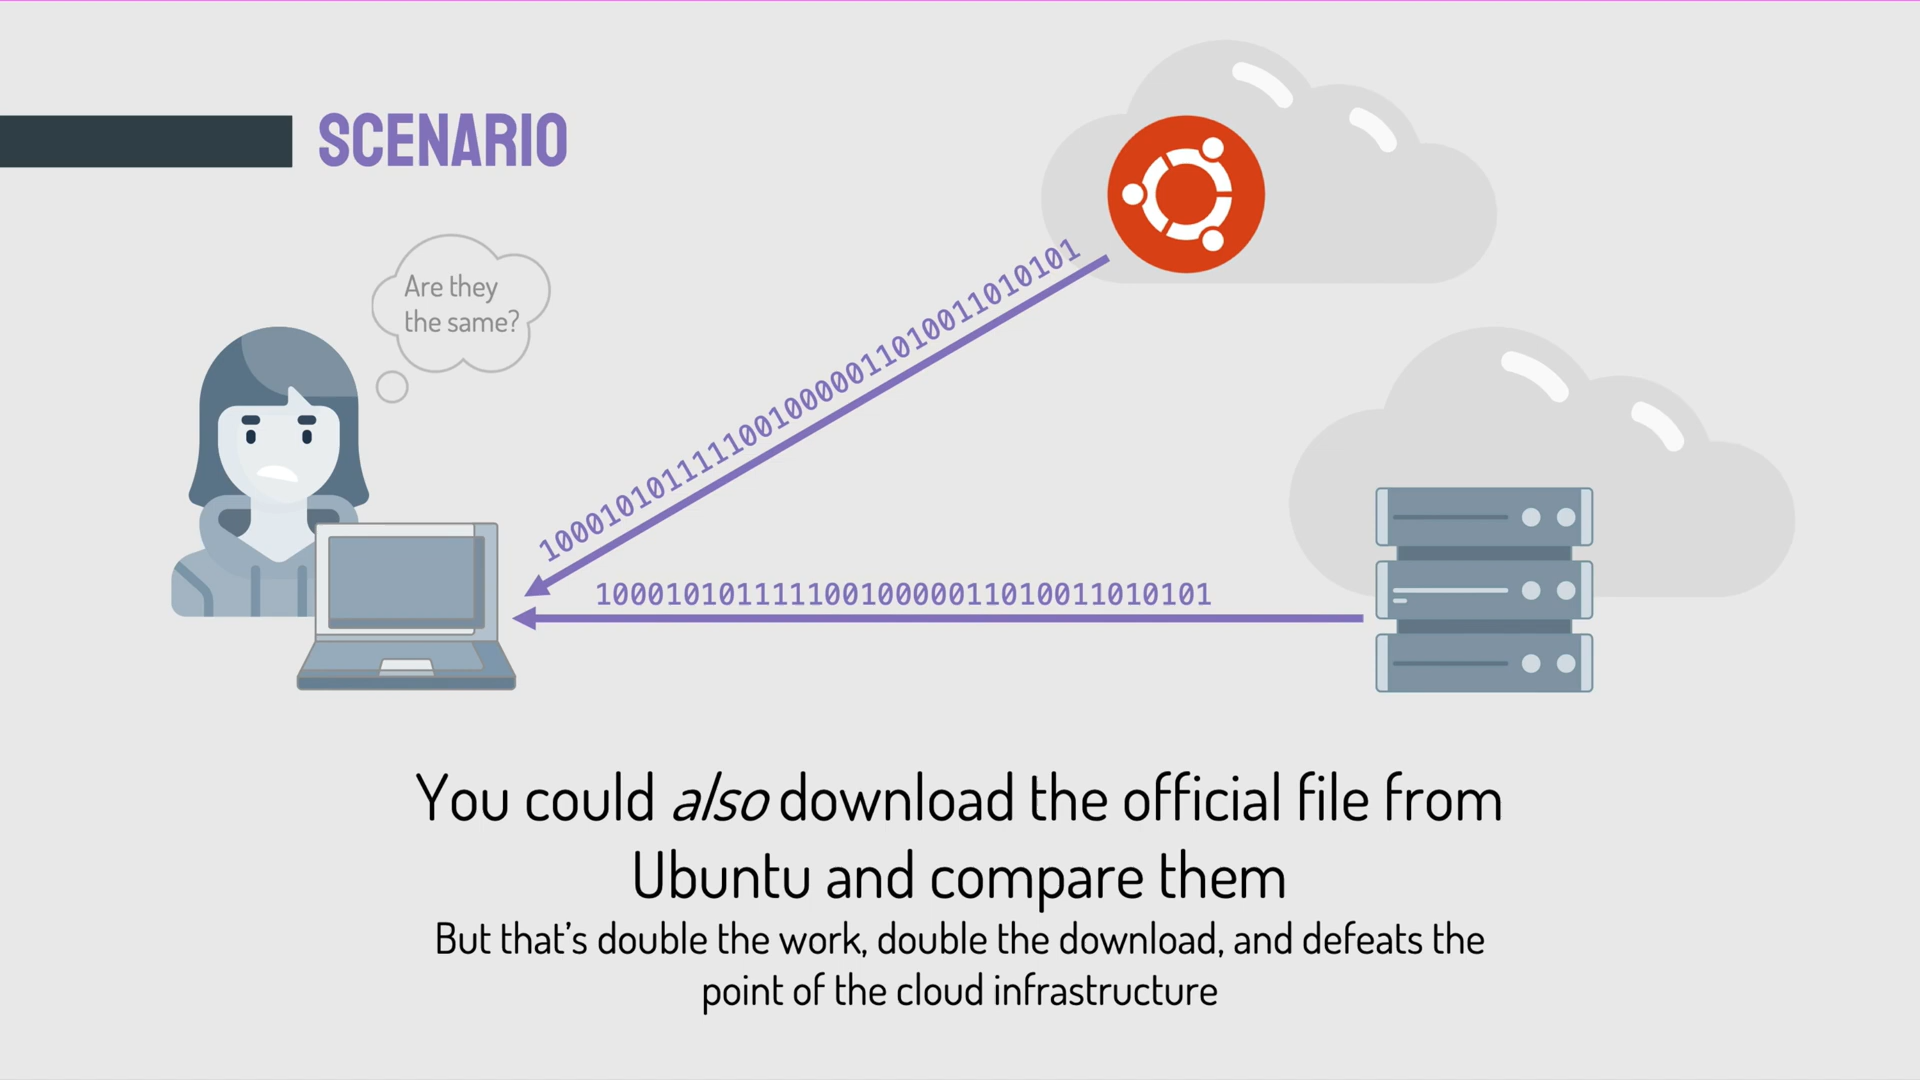 SCENARIO
Are they
the same?
10001010111110010000011010011010101
10001010111110010000011010011010101
You could also download the official file from
Ubuntu and compare them
But that's double the work, double the download, and defeats the
point of the cloud infrastructure